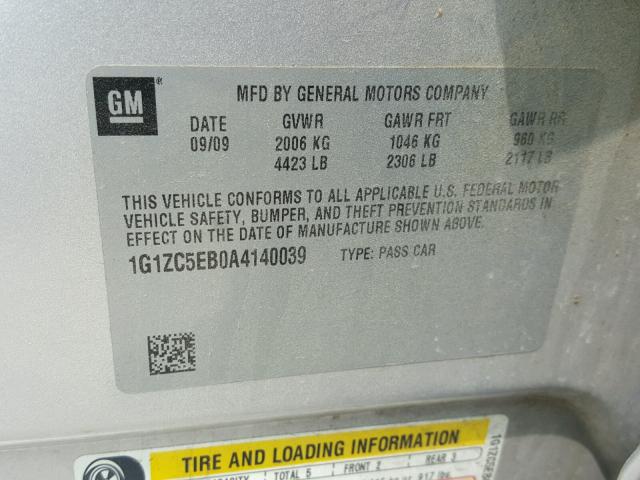 GM
MFD BY GENERAL MOTORS COMPANY
DATE GVWR GAWR FRT GAWR RR
09/09 2006 KG 1046 KG 960 KG
4423 LB 2306 LB 2117 LB
THIS VEHICLE CONFORMS TO ALL APPLICABLE U.S. FEDERAL MOTOR
VEHICLE SAFETY, BUMPER, AND THEFT PREVENTION STANDARDS IN
EFFECT ON THE DATE OF MANUFACTURE SHOWN ABOVE.
1G1ZC5EB0A4140039 TYPE: PASS CAR
TIRE AND LOADING INFORMATION
TOTAL 5 FRONT 2 REAR 3
917 lbs